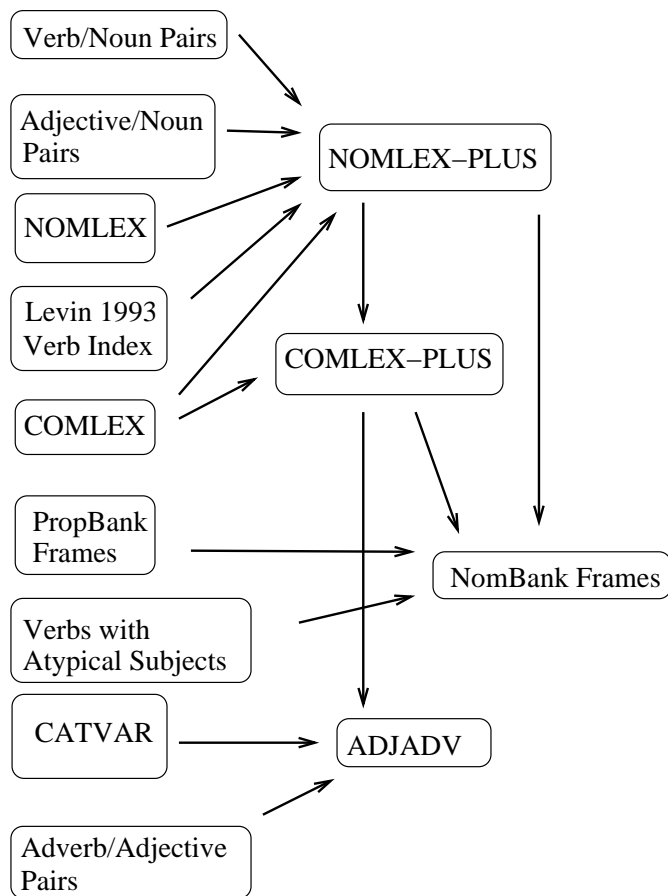 Verb/Noun Pairs
Adjective/Noun
Pairs
NOMLEX–PLUS
NOMLEX
Levin 1993
Verb Index
COMLEX–PLUS
COMLEX
PropBank
Frames
NomBank Frames
Verbs with
Atypical Subjects
CATVAR
ADJADV
Adverb/Adjective
Pairs